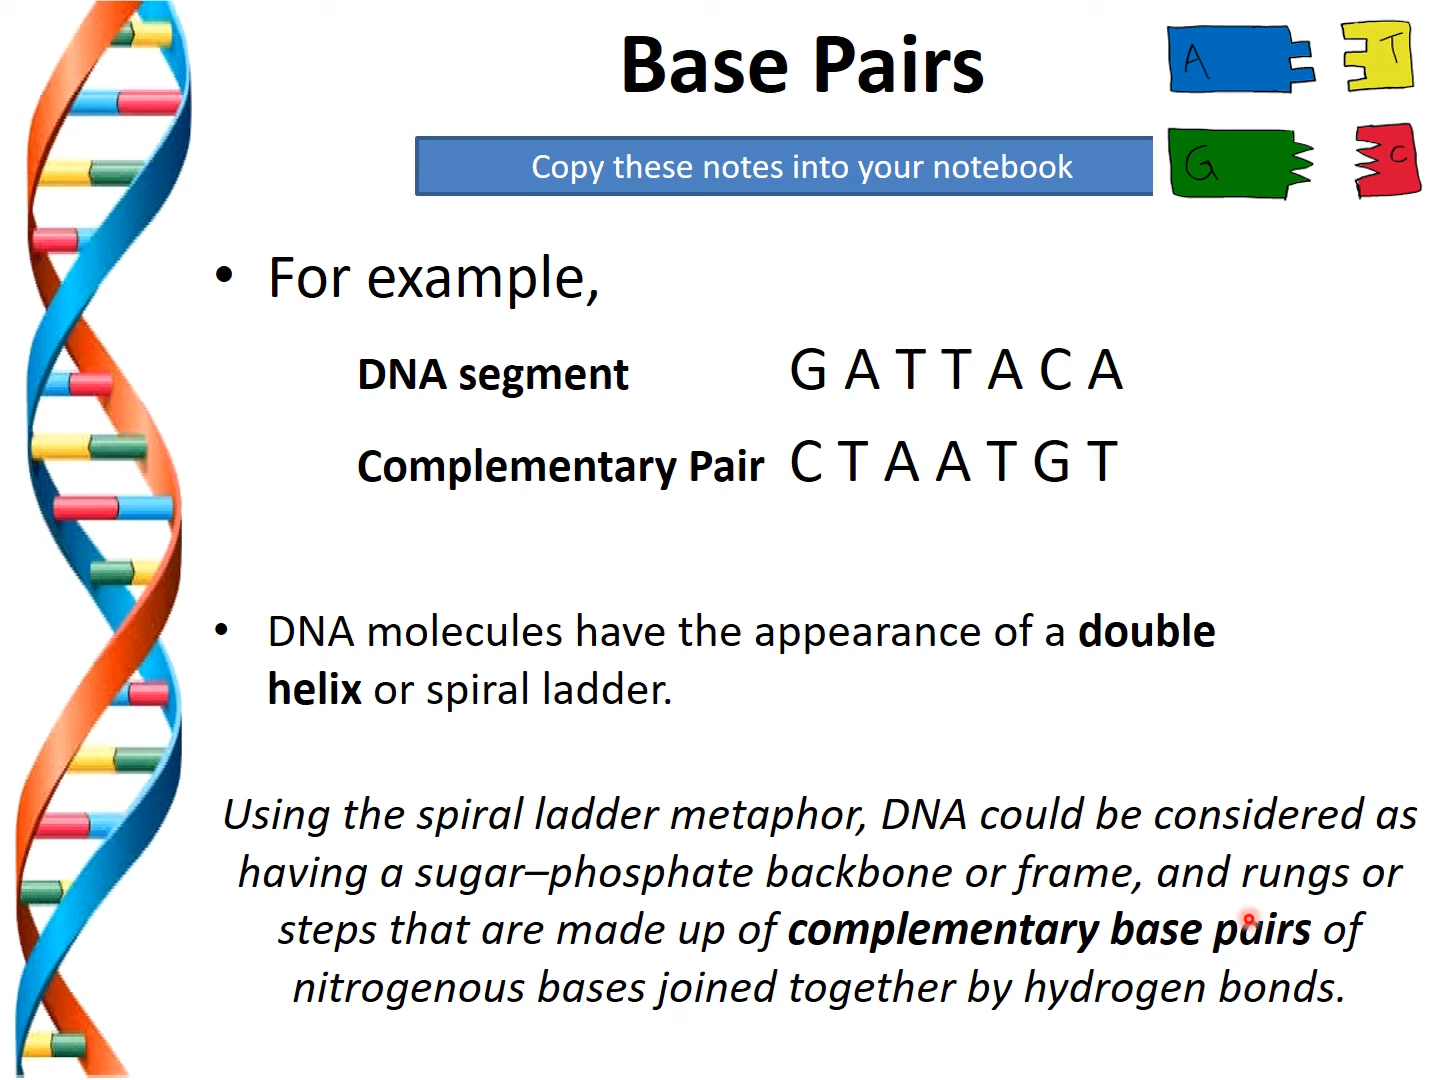 Base Pairs
A
T
Copy these notes into your notebook
G
C
• For example,
DNA segment G A T T A C A
Complementary Pair C T A A T G T
• DNA molecules have the appearance of a double
helix or spiral ladder.
Using the spiral ladder metaphor, DNA could be considered as
having a sugar–phosphate backbone or frame, and rungs or
steps that are made up of complementary base pairs of
nitrogenous bases joined together by hydrogen bonds.